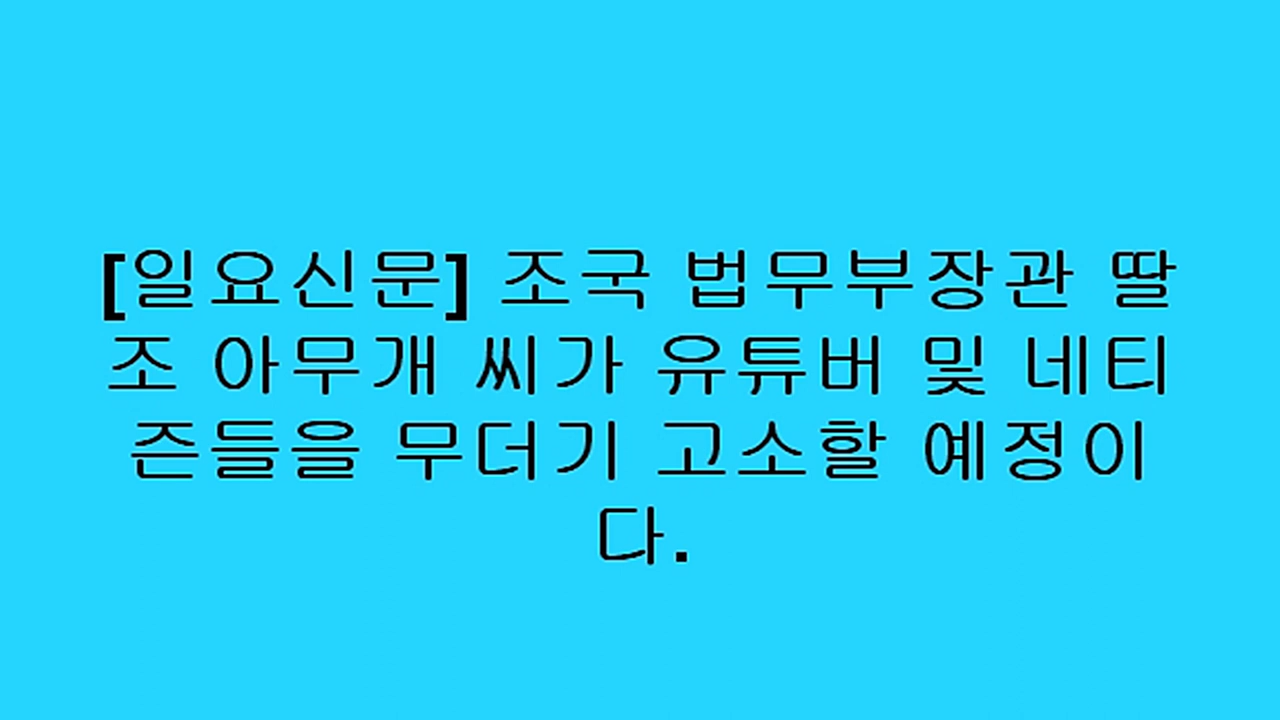 [일요신문] 조국 법무부장관 딸
조 아무개 씨가 유튜버 및 네티
즌들을 무더기 고소할 예정이
다.